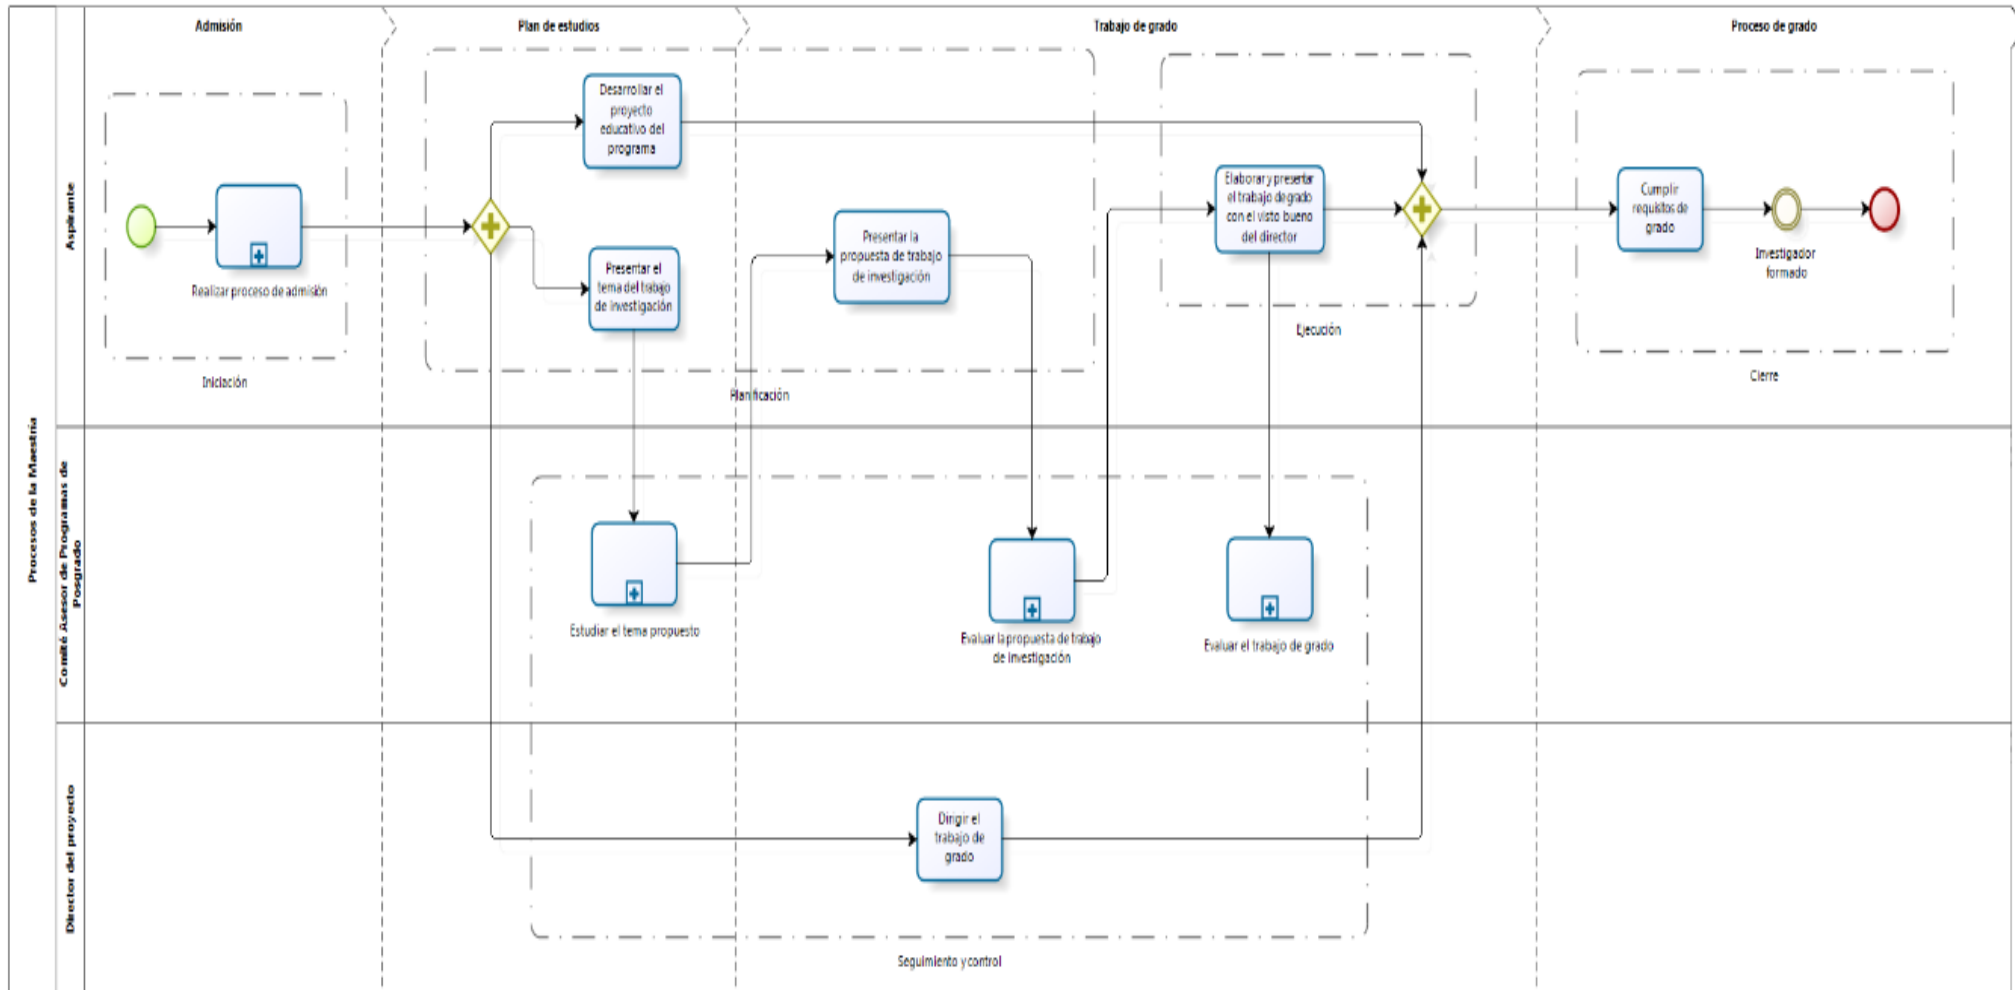 Admisión
Plan de estudios
Trabajo de grado
Proceso de grado
Procesos de la Maestría
Aspirante
Realizar proceso de admisión
Iniciación
Desarrollar el
proyecto
educativo del
programa
Presentar el
tema del trabajo
de investigación
Presentar la
propuesta de trabajo
de investigación
Planificación
Elaborar y presentar
el trabajo de grado
con el visto bueno
del director
Ejecución
Cumplir
requisitos de
grado
Investigador
formado
Cierre
Comité Asesor de Programas de
Posgrado
Estudiar el tema propuesto
Evaluar la propuesta de trabajo
de investigación
Evaluar el trabajo de grado
Director del proyecto
Dirigir el
trabajo de
grado
Seguimiento y control